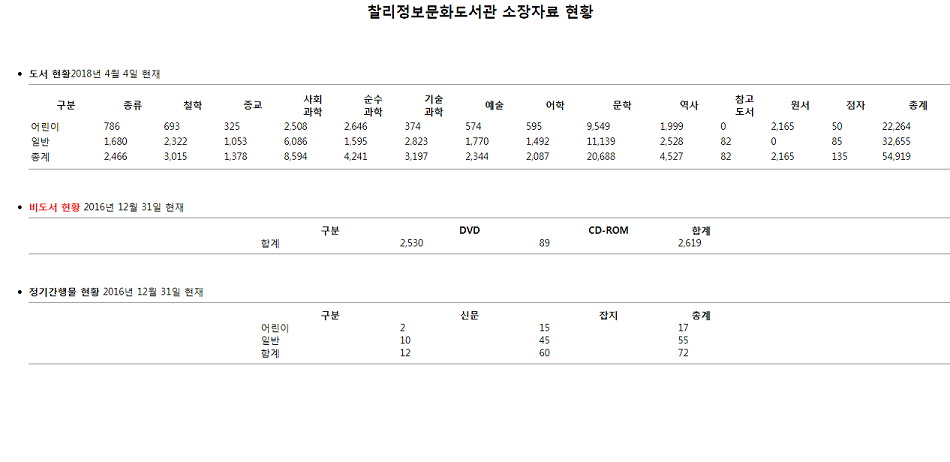 찰리정보문화도서관 소장자료 현황
도서 현황2018년 4월 4일 현재
구분 종류 철학 종교 사회과학 순수과학 기술과학 예술 어학 문학 역사 참고도서 원서 점자 총계
어린이 786 693 325 2,508 2,646 374 574 595 9,549 1,999 0 2,165 50 22,264
일반 1,680 2,322 1,053 6,086 1,595 2,823 1,770 1,492 11,139 2,528 82 0 85 32,655
총계 2,466 3,015 1,378 8,594 4,241 3,197 2,344 2,087 20,688 4,527 82 2,165 135 54,919
비도서 현황 2016년 12월 31일 현재
구분 DVD CD-ROM 합계
합계 2,530 89 2,619
정기간행물 현황 2016년 12월 31일 현재
구분 신문 잡지 총계
어린이 2 15 17
일반 10 45 55
합계 12 60 72